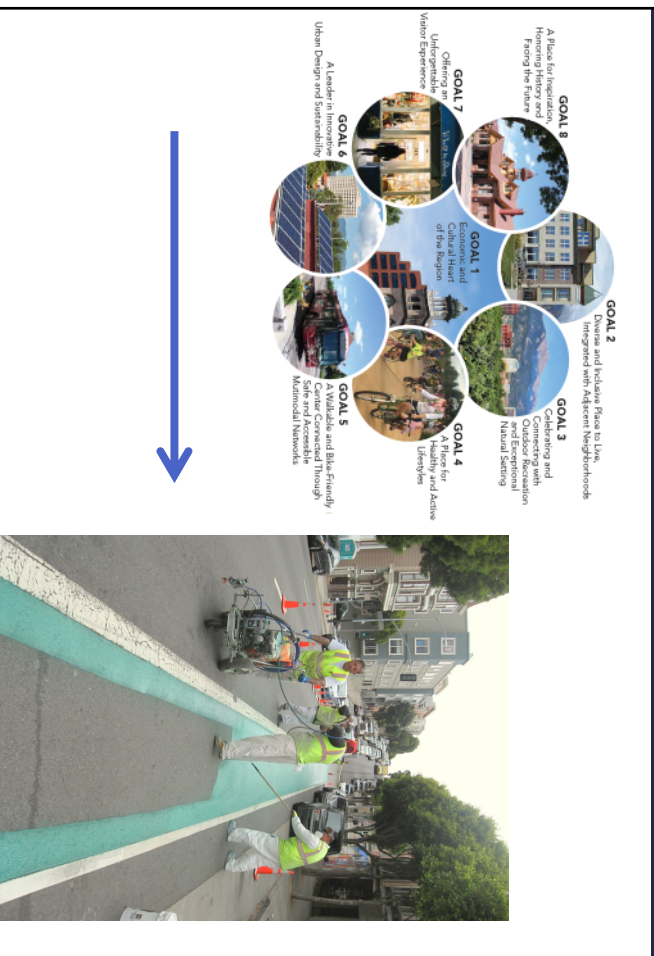 GOAL 1
Economic and
Cultural Heart
of the Region
GOAL 2
Diverse and Inclusive Place to Live,
Integrated with Adjacent Neighborhoods
GOAL 3
Celebrating and
Connecting with
Outdoor Recreation
and Exceptional
Natural Setting
GOAL 4
A Place for
Healthy and Active
Lifestyles
GOAL 5
A Walkable and Bike-Friendly
Center Connected Through
Safe and Accessible
Mutimodal Networks
GOAL 6
A Leader in Innovative
Urban Design and Sustainability
GOAL 7
Offering an
Unforgettable
Visitor Experience
GOAL 8
A Place for Inspiration,
Honoring History and
Facing the Future